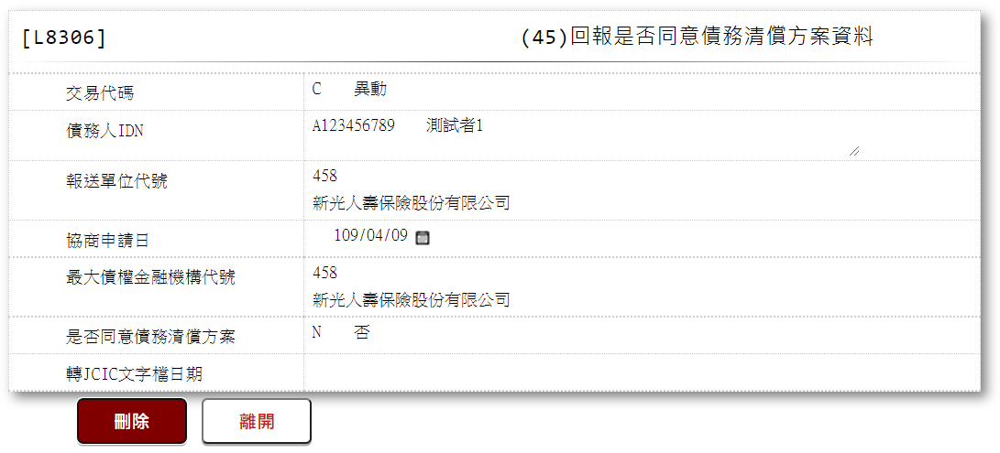 [L8306] (45)回報是否同意債務清償方案資料
交易代碼 C 異動
債務人IDN A123456789 測試者1
報送單位代號 458
新光人壽保險股份有限公司
協商申請日 109/04/09
最大債權金融機構代號 458
新光人壽保險股份有限公司
是否同意債務清償方案 N 否
轉JCIC文字檔日期
刪除 離開